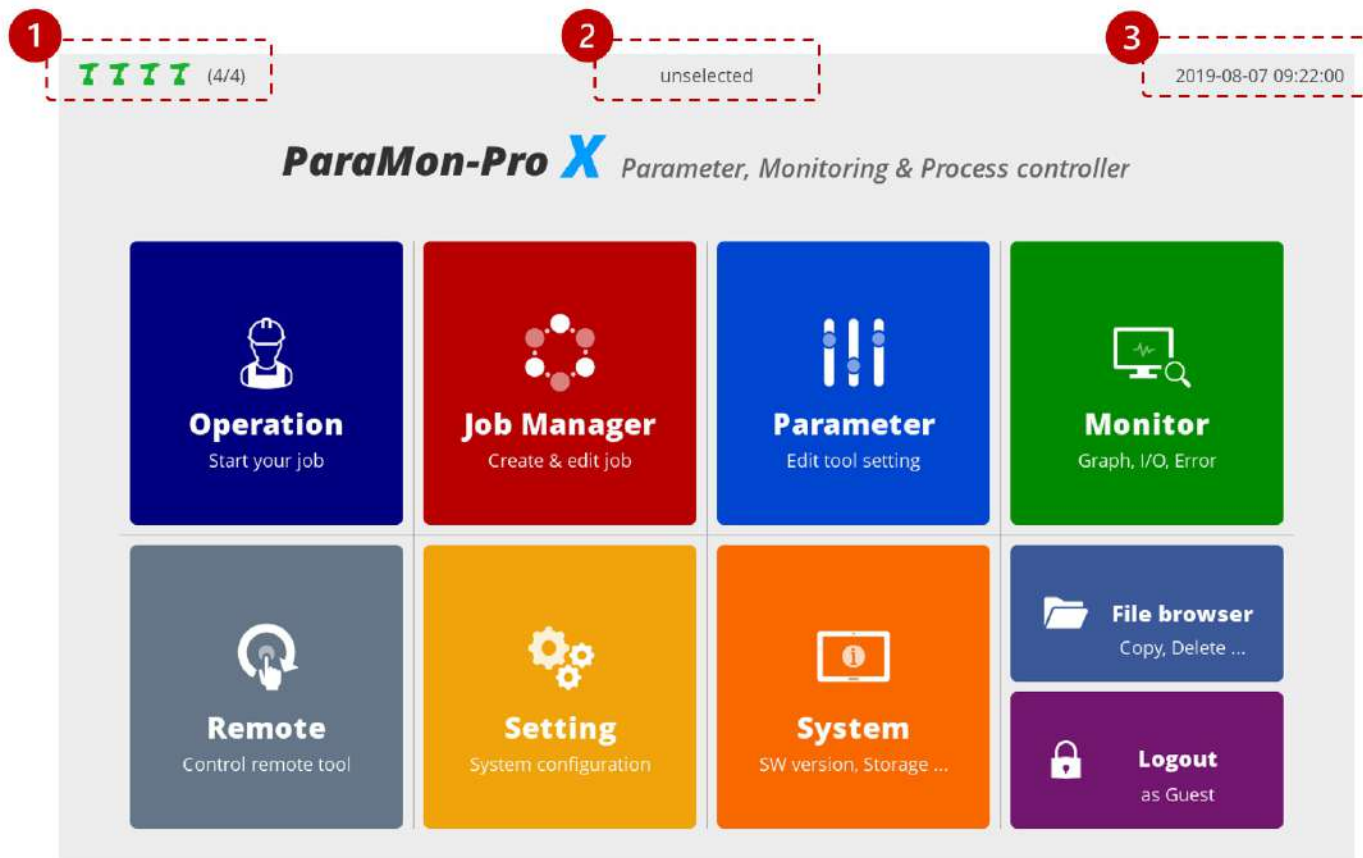 1
2
3
(4/4)
unselected
2019-08-07 09:22:00
ParaMon-Pro X Parameter, Monitoring & Process controller
Operation
Start your job
Job Manager
Create & edit job
Parameter
Edit tool setting
Monitor
Graph, I/O, Error
Remote
Control remote tool
Setting
System configuration
System
SW version, Storage ...
File browser
Copy, Delete ...
Logout
as Guest